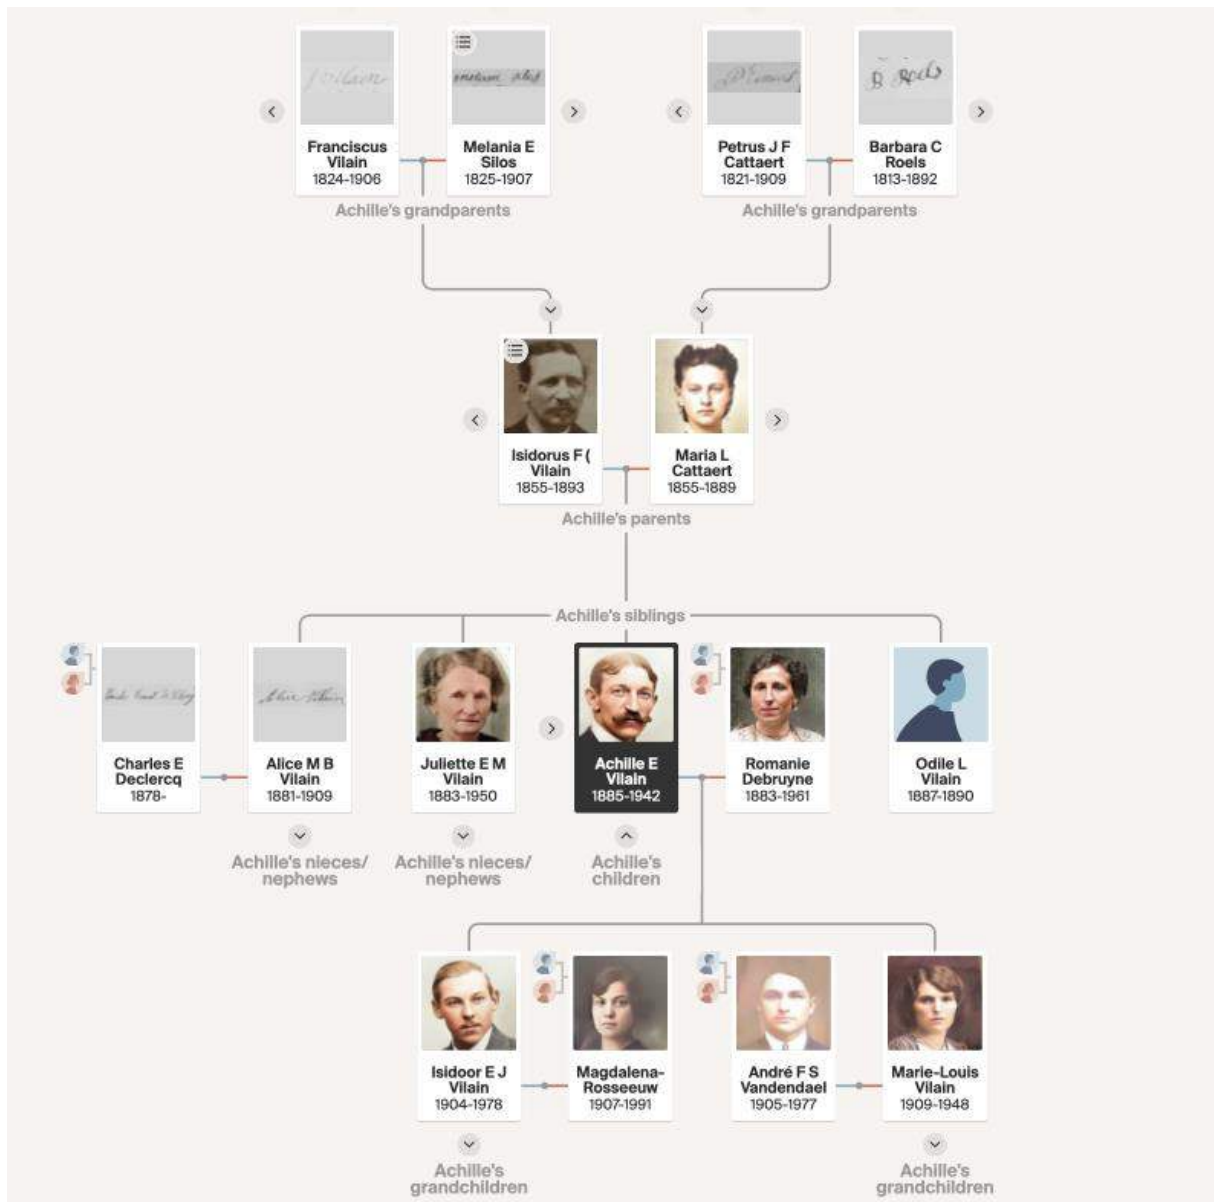 Franciscus
Vilain
1824-1906
Melania E
Silos
1825-1907
Petrus J F
Cattaert
1821-1909
B Roels
Barbara C
Roels
1813-1892
Achille's grandparents
Achille's grandparents
Isidorus F (
Vilain
1855-1893
Maria L
Cattaert
1855-1889
Achille's parents
Achille's siblings
Charles E
Declercq
1878-
Alice Vilain
Alice M B
Vilain
1881-1909
Juliette E M
Vilain
1883-1950
Achille E
Vilain
1885-1942
Romanie
Debruyne
1883-1961
Odile L
Vilain
1887-1890
Achille's nieces/
nephews
Achille's nieces/
nephews
Achille's
children
Isidoor E J
Vilain
1904-1978
Magdalena-
Rosseeuw
1907-1991
André F S
Vandendael
1905-1977
Marie-Louis
Vilain
1909-1948
Achille's
grandchildren
Achille's
grandchildren